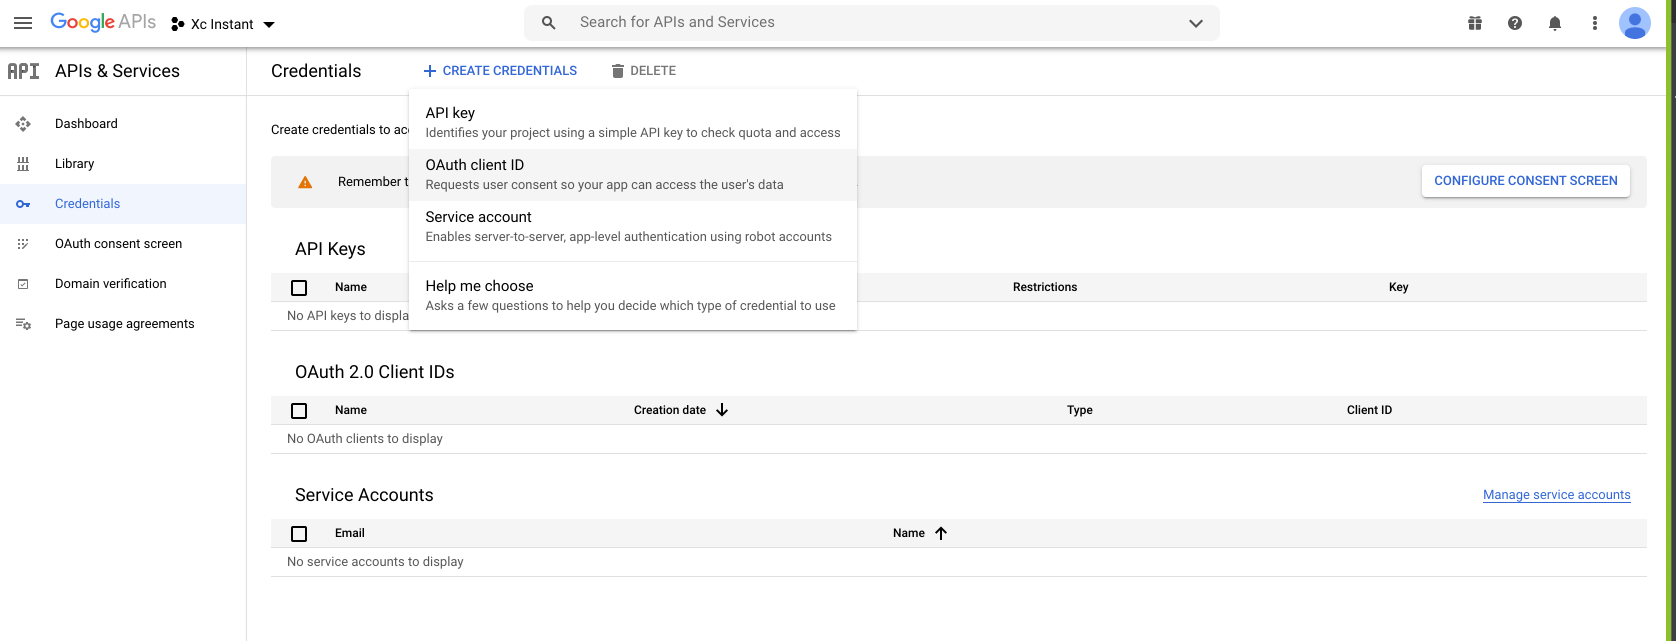 Google APIs
Xc Instant
Search for APIs and Services
API
APIs & Services
Credentials
CREATE CREDENTIALS
DELETE
Dashboard
Library
Credentials
OAuth consent screen
Domain verification
Page usage agreements
Create credentials to ac
API key
Identifies your project using a simple API key to check quota and access
OAuth client ID
Requests user consent so your app can access the user's data
Service account
Enables server-to-server, app-level authentication using robot accounts
Help me choose
Asks a few questions to help you decide which type of credential to use
Remember t
CONFIGURE CONSENT SCREEN
API Keys
Name
Restrictions
Key
No API keys to displa
OAuth 2.0 Client IDs
Name
Creation date
Type
Client ID
No OAuth clients to display
Service Accounts
Manage service accounts
Email
Name
No service accounts to display